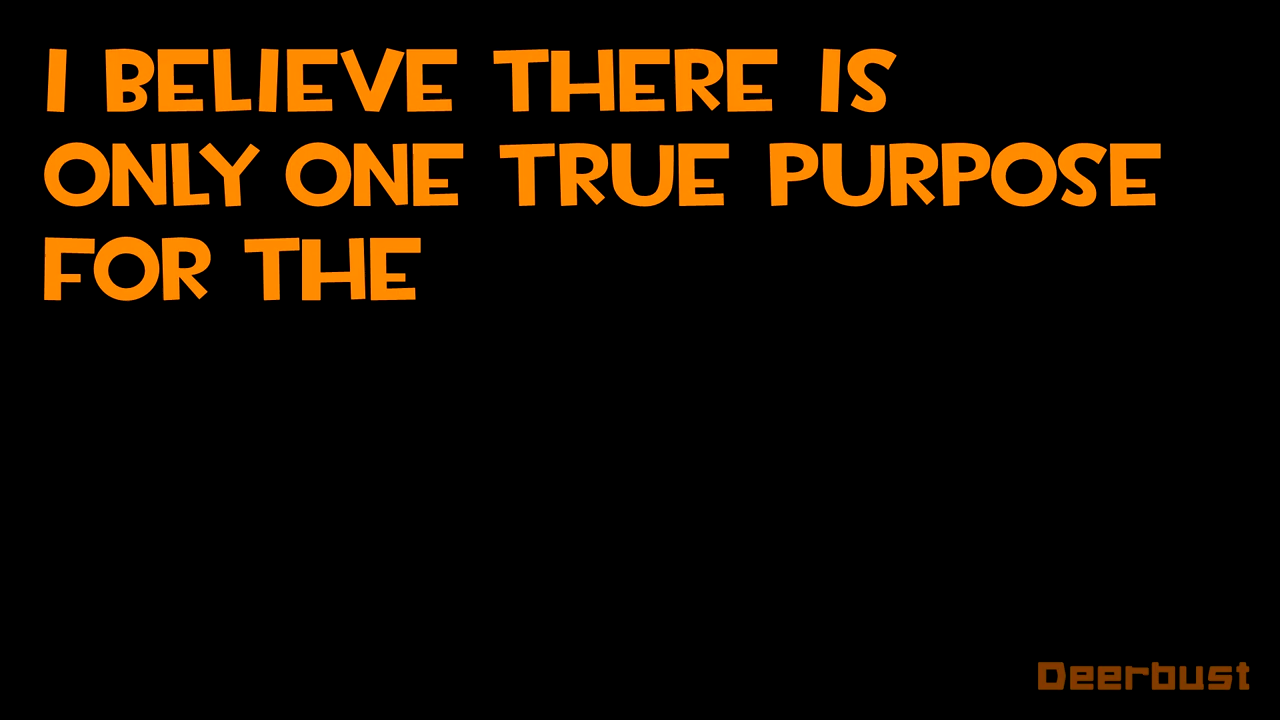 I BELIEVE THERE IS
ONLY ONE TRUE PURPOSE
FOR THE
Deerbust